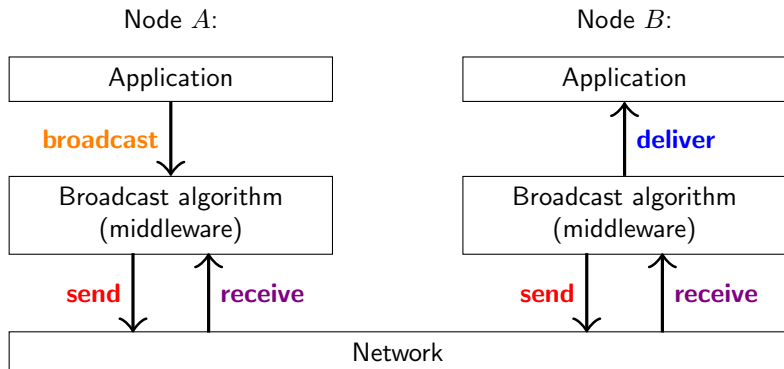 Node A:
Node B:
Application
Application
broadcast
deliver
Broadcast algorithm
(middleware)
Broadcast algorithm
(middleware)
send
receive
send
receive
Network